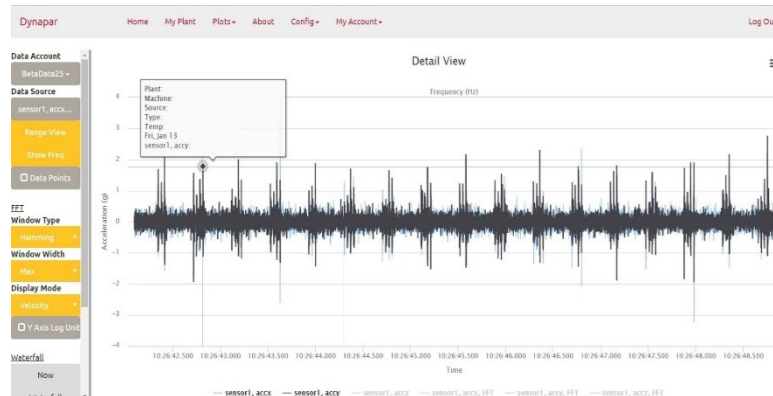 Dynapar
Home My Plant Plots About Config My Account Log Ou
Data Account
BetaData25
Data Source
sensor1, accx...
Range View
Show Freq
Data Points
FFT
Window Type
Hamming
Window Width
Max
Display Mode
Velocity
Y Axis Log Unit
Waterfall
Now
Detail View
Frequency (Hz)
Plant:
Machine:
Source:
Type:
Temp:
Fri, Jan 13
sensor1, accy:
Acceleration (g)
4
3
2
1
0
-1
-2
-3
-4
10:26:42.500 10:26:43.000 10:26:43.500 10:26:44.000 10:26:44.500 10:26:45.000 10:26:45.500 10:26:46.000 10:26:46.500 10:26:47.000 10:26:47.500 10:26:48.000 10:26:48.500
Time
sensor1, accx sensor1, accy sensor1, accz sensor1, accx, FFT sensor1, accy, FFT sensor1, accz, FFT